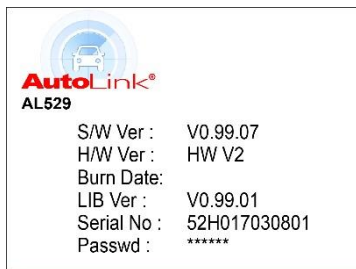 AutoLink®
AL529
S/W Ver : V0.99.07
H/W Ver : HW V2
Burn Date:
LIB Ver : V0.99.01
Serial No : 52H017030801
Passwd : ******